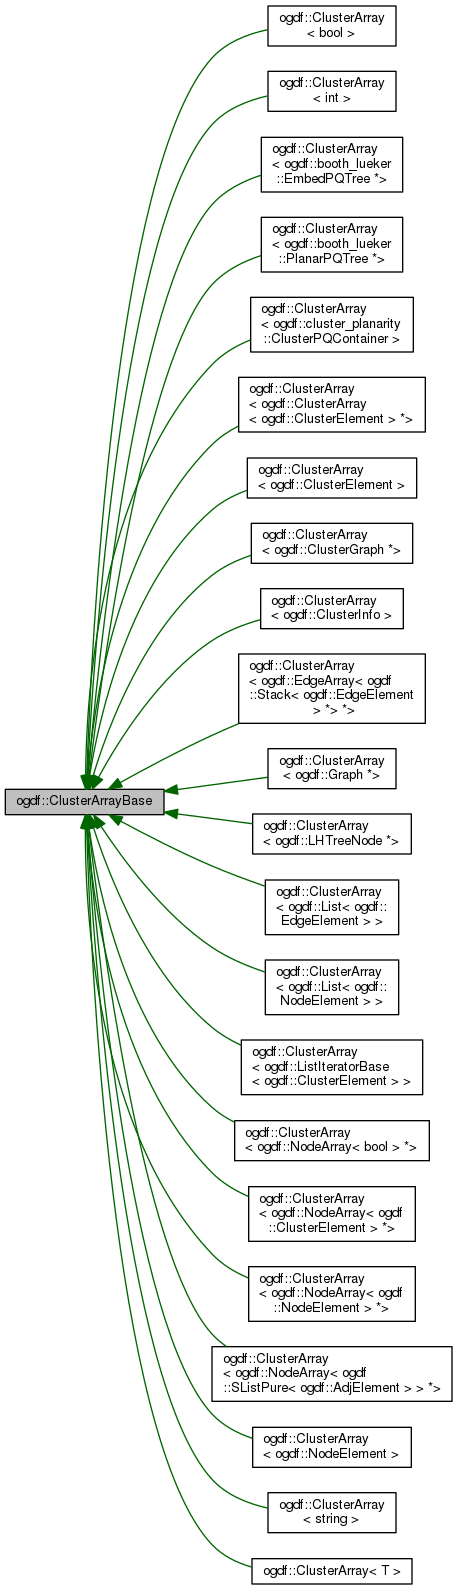 ogdf::ClusterArray
< bool >
ogdf::ClusterArray
< int >
ogdf::ClusterArray
< ogdf::booth_lueker
::EmbedPQTree *>
ogdf::ClusterArray
< ogdf::booth_lueker
::PlanarPQTree *>
ogdf::ClusterArray
< ogdf::cluster_planarity
::ClusterPQContainer >
ogdf::ClusterArray
< ogdf::ClusterArray
< ogdf::ClusterElement > *>
ogdf::ClusterArray
< ogdf::ClusterElement >
ogdf::ClusterArray
< ogdf::ClusterGraph *>
ogdf::ClusterArray
< ogdf::ClusterInfo >
ogdf::ClusterArray
< ogdf::EdgeArray< ogdf
::Stack< ogdf::EdgeElement
> *> *>
ogdf::ClusterArray
< ogdf::Graph *>
ogdf::ClusterArrayBase
ogdf::ClusterArray
< ogdf::LHTreeNode *>
ogdf::ClusterArray
< ogdf::List< ogdf::
EdgeElement > >
ogdf::ClusterArray
< ogdf::List< ogdf::
NodeElement > >
ogdf::ClusterArray
< ogdf::ListIteratorBase
< ogdf::ClusterElement > >
ogdf::ClusterArray
< ogdf::NodeArray< bool > *>
ogdf::ClusterArray
< ogdf::NodeArray< ogdf
::ClusterElement > *>
ogdf::ClusterArray
< ogdf::NodeArray< ogdf
::NodeElement > *>
ogdf::ClusterArray
< ogdf::NodeArray< ogdf
::SListPure< ogdf::AdjElement > > *>
ogdf::ClusterArray
< ogdf::NodeElement >
ogdf::ClusterArray
< string >
ogdf::ClusterArray< T >